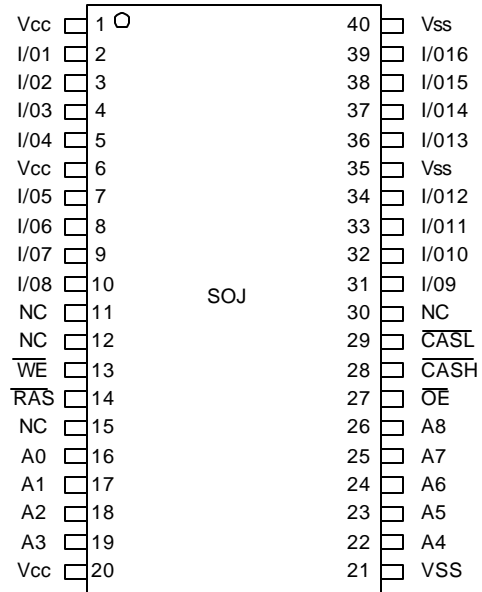 Vcc 1 40 Vss
I/01 2 39 I/016
I/02 3 38 I/015
I/03 4 37 I/014
I/04 5 36 I/013
Vcc 6 35 Vss
I/05 7 34 I/012
I/06 8 33 I/011
I/07 9 32 I/010
I/08 10 31 I/09
SOJ
NC 11 30 NC
NC 12 29 CASL
WE 13 28 CASH
RAS 14 27 OE
NC 15 26 A8
A0 16 25 A7
A1 17 24 A6
A2 18 23 A5
A3 19 22 A4
Vcc 20 21 VSS